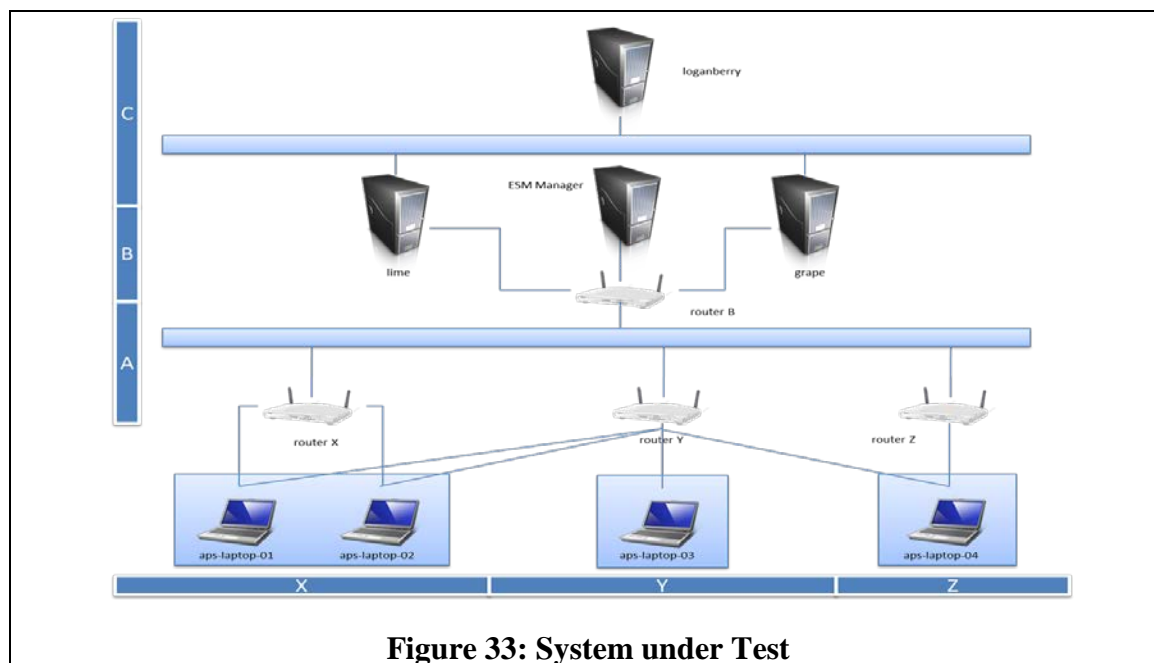 loganberry
C
ESM Manager
B
lime
grape
router B
A
router X
router Y
router Z
aps-laptop-01
aps-laptop-02
aps-laptop-03
aps-laptop-04
X
Y
Z
Figure 33: System under Test